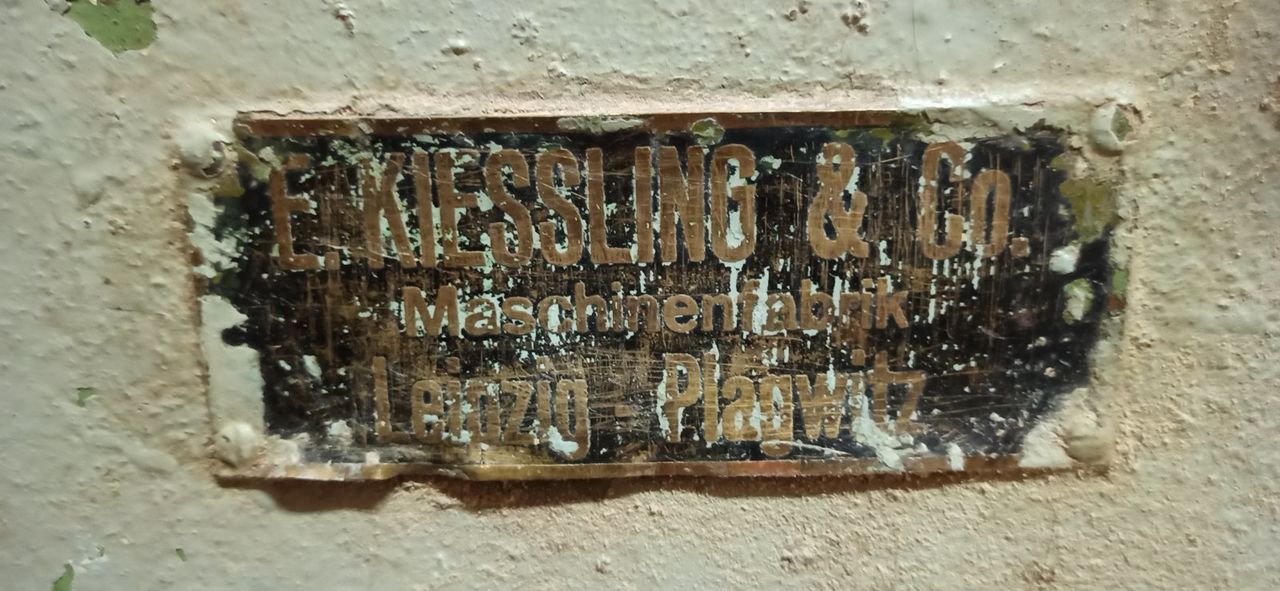 E. KIESSLING & Co.
Maschinenfabrik
Leipzig - Plagwitz